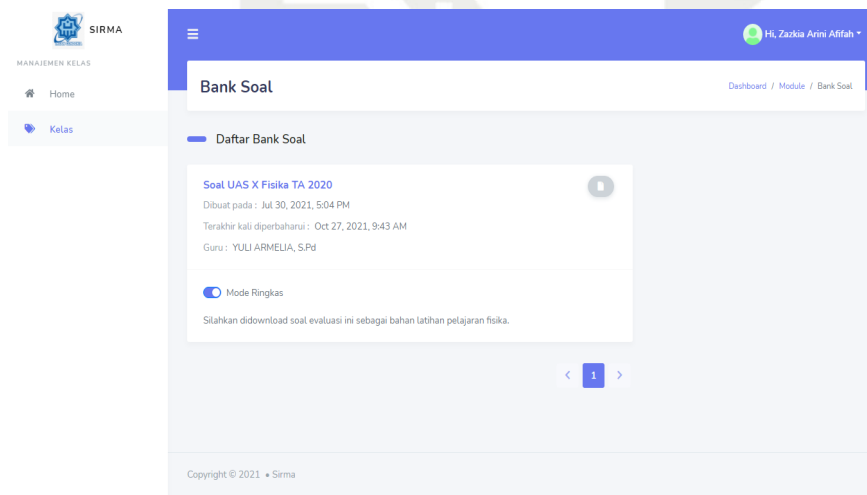 SIRMA
MANAJEMEN KELAS
Home
Kelas
Hi, Zazkia Arini Afifah
Bank Soal
Dashboard / Module / Bank Soal
Daftar Bank Soal
Soal UAS X Fisika TA 2020
Dibuat pada : Jul 30, 2021, 5:04 PM
Terakhir kali diperbaharui : Oct 27, 2021, 9:43 AM
Guru : YULI ARMELIA, S.Pd
Mode Ringkas
Silahkan didownload soal evaluasi ini sebagai bahan latihan pelajaran fisika.
< 1 >
Copyright © 2021 • Sirma